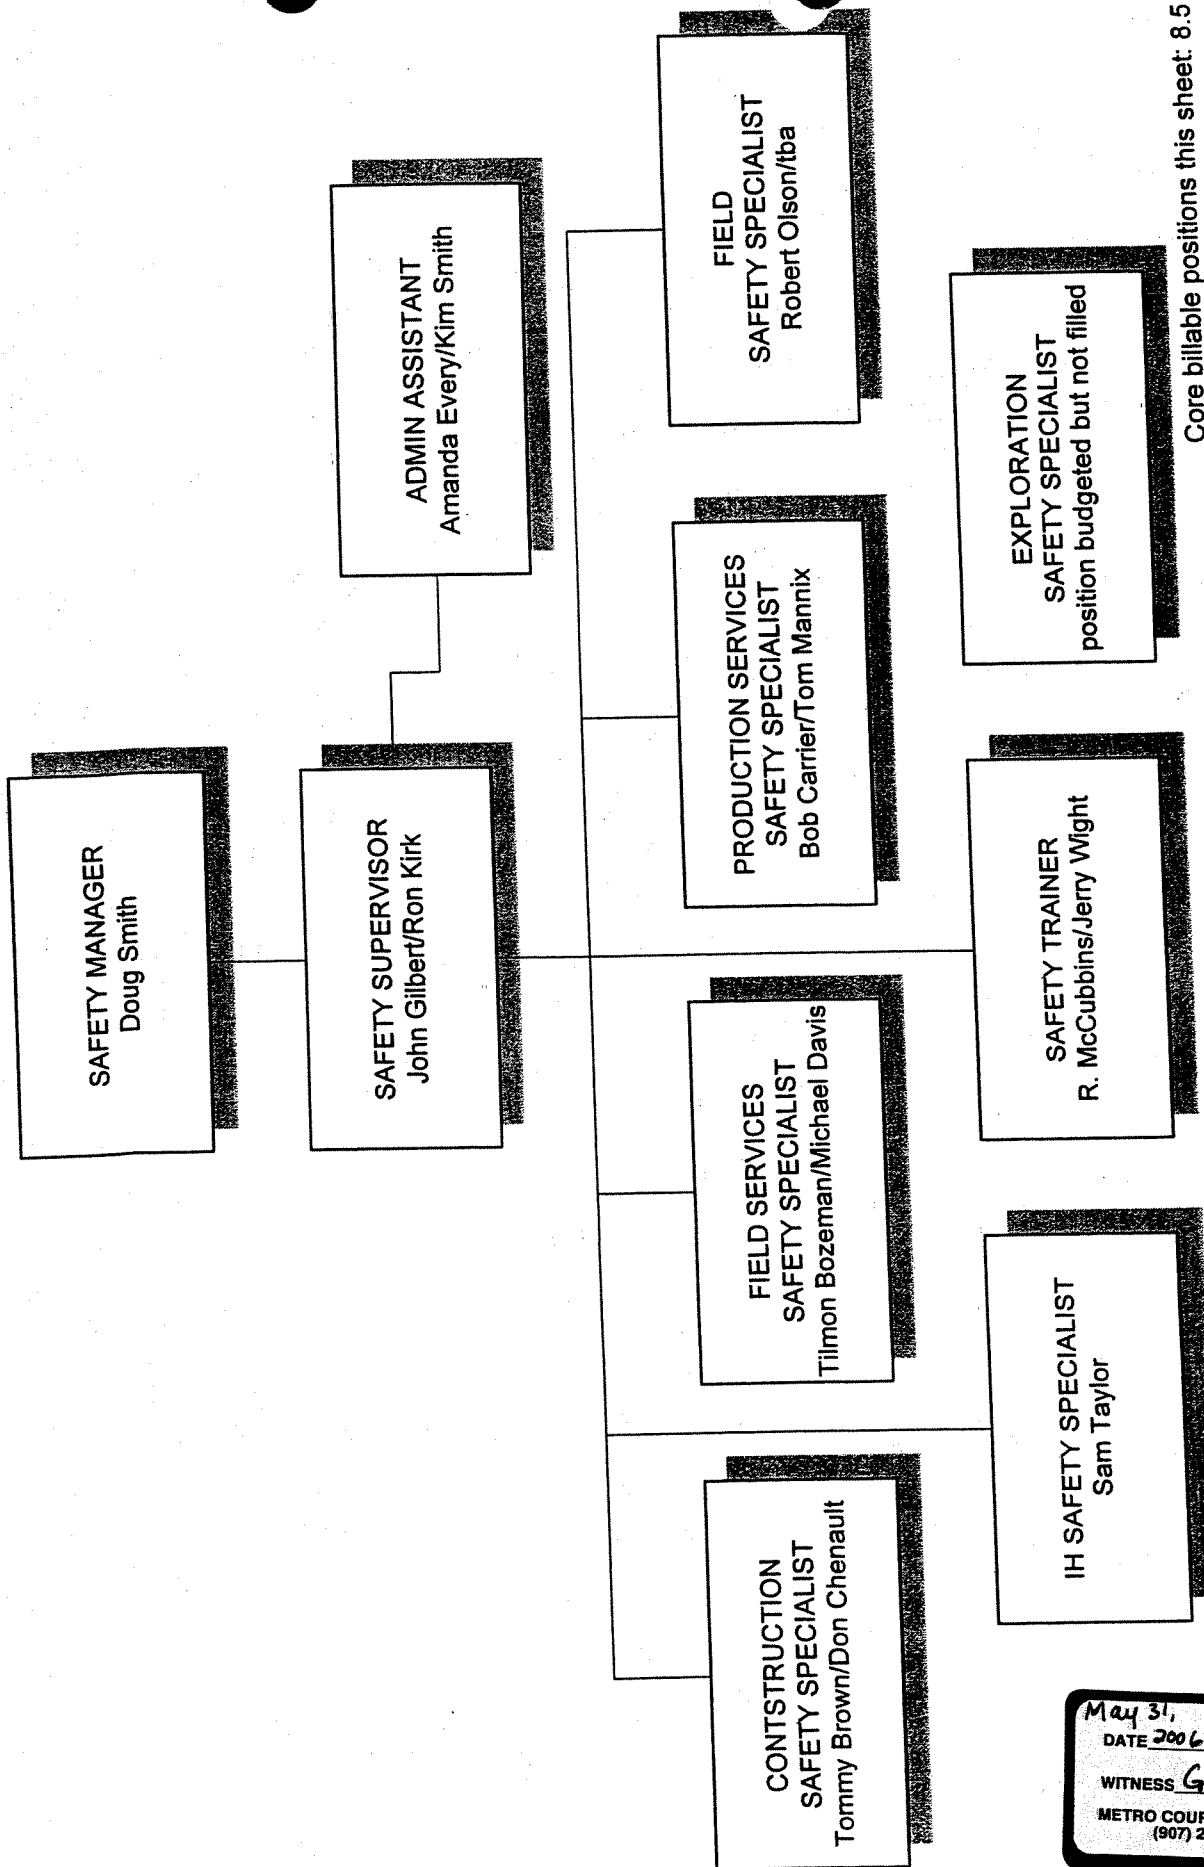 SAFETY MANAGER
Doug Smith
SAFETY SUPERVISOR
John Gilbert/Ron Kirk
ADMIN ASSISTANT
Amanda Every/Kim Smith
CONTSTRUCTION
SAFETY SPECIALIST
Tommy Brown/Don Chenault
FIELD SERVICES
SAFETY SPECIALIST
Tilmon Bozeman/Michael Davis
PRODUCTION SERVICES
SAFETY SPECIALIST
Bob Carrier/Tom Mannix
FIELD
SAFETY SPECIALIST
Robert Olson/tba
IH SAFETY SPECIALIST
Sam Taylor
SAFETY TRAINER
R. McCubbins/Jerry Wight
EXPLORATION
SAFETY SPECIALIST
position budgeted but not filled
Core billable positions this sheet: 8.5
May 31,
DATE 2006
WITNESS G
METRO COUR
(907) 2